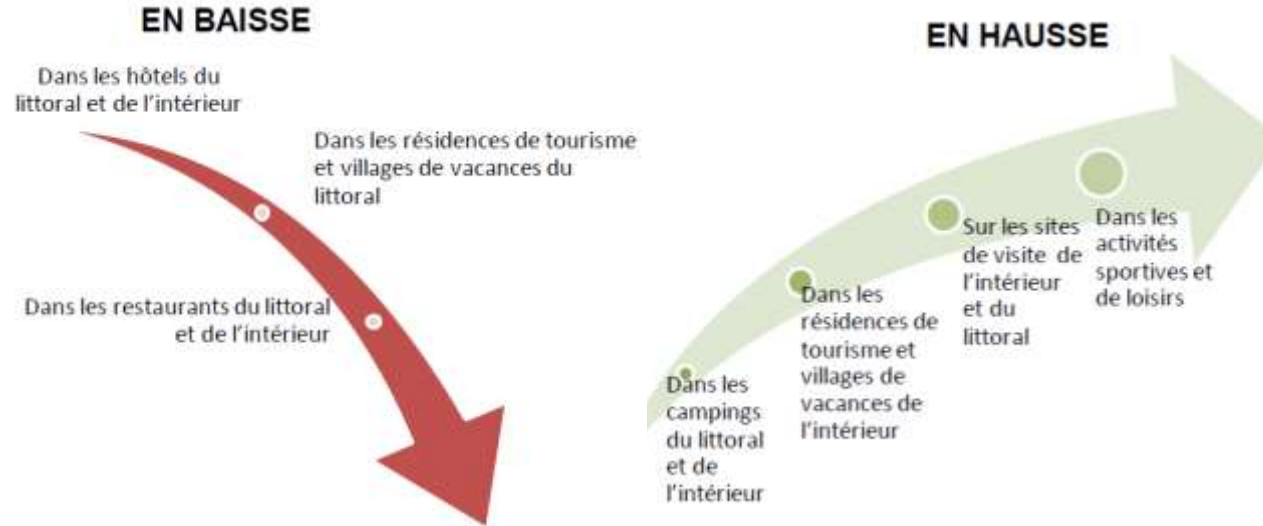 EN BAISSE
Dans les hôtels du
littoral et de l'intérieur
Dans les résidences de tourisme
et villages de vacances du
littoral
Dans les restaurants du littoral
et de l'intérieur
EN HAUSSE
Dans les
campings
du littoral
et de
l'intérieur
Dans les
résidences de
tourisme et
villages de
vacances de
l'intérieur
Sur les sites
de visite de
l'intérieur
et du
littoral
Dans les
activités
sportives et
de loisirs